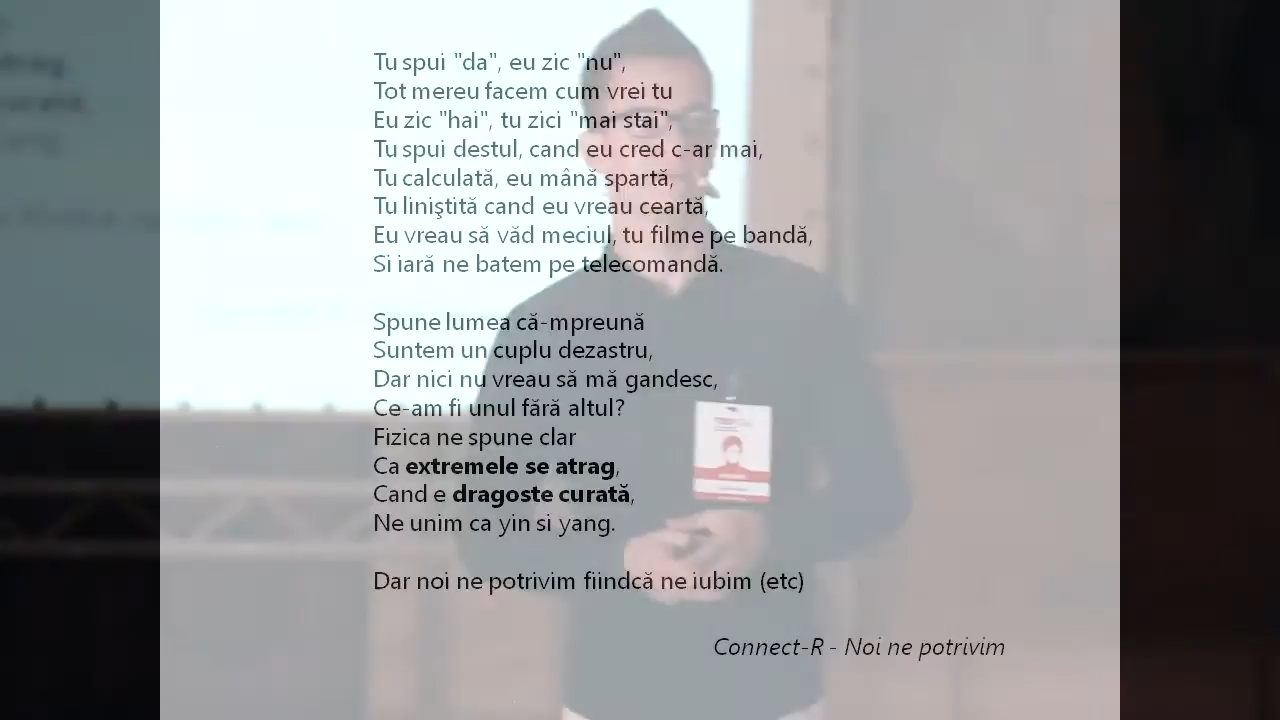 Tu spui "da", eu zic "nu",
Tot mereu facem cum vrei tu
Eu zic "hai", tu zici "mai stai",
Tu spui destul, cand eu cred c-ar mai,
Tu calculată, eu mână spartă,
Tu liniştită cand eu vreau ceartă,
Eu vreau să văd meciul, tu filme pe bandă,
Si iară ne batem pe telecomandă.
Spune lumea că-mpreună
Suntem un cuplu dezastru,
Dar nici nu vreau să mă gandesc,
Ce-am fi unul fără altul?
Fizica ne spune clar
Ca extremele se atrag,
Cand e dragoste curată,
Ne unim ca yin si yang.
Dar noi ne potrivim fiindcă ne iubim (etc)
Connect-R - Noi ne potrivim